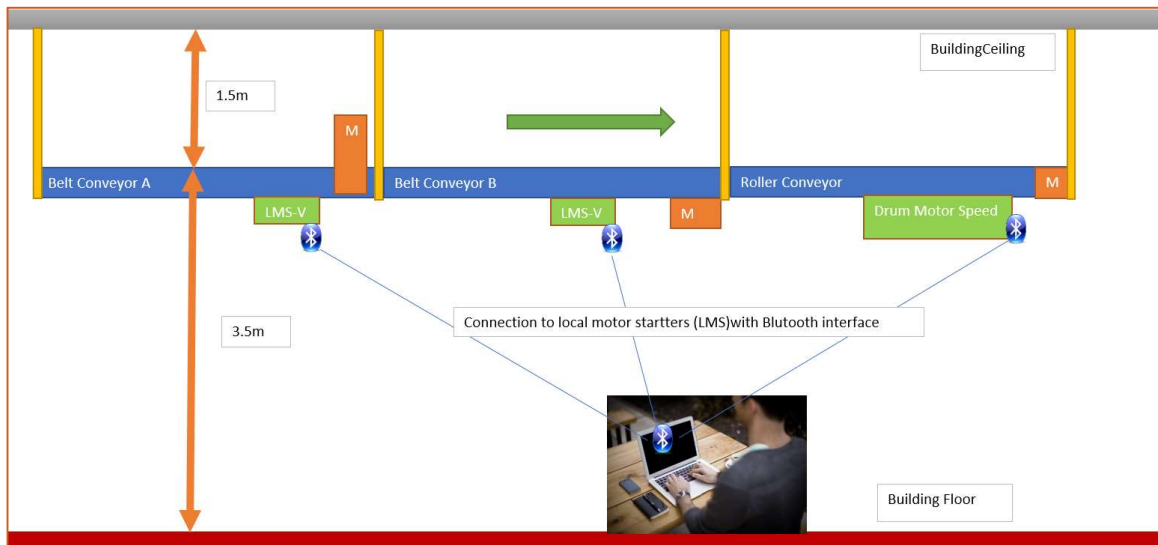 BuildingCeiling
1.5m
M
Belt Conveyor A
Belt Conveyor B
Roller Conveyor
M
LMS-V
LMS-V
M
Drum Motor Speed
Connection to local motor startters (LMS)with Blutooth interface
3.5m
Building Floor